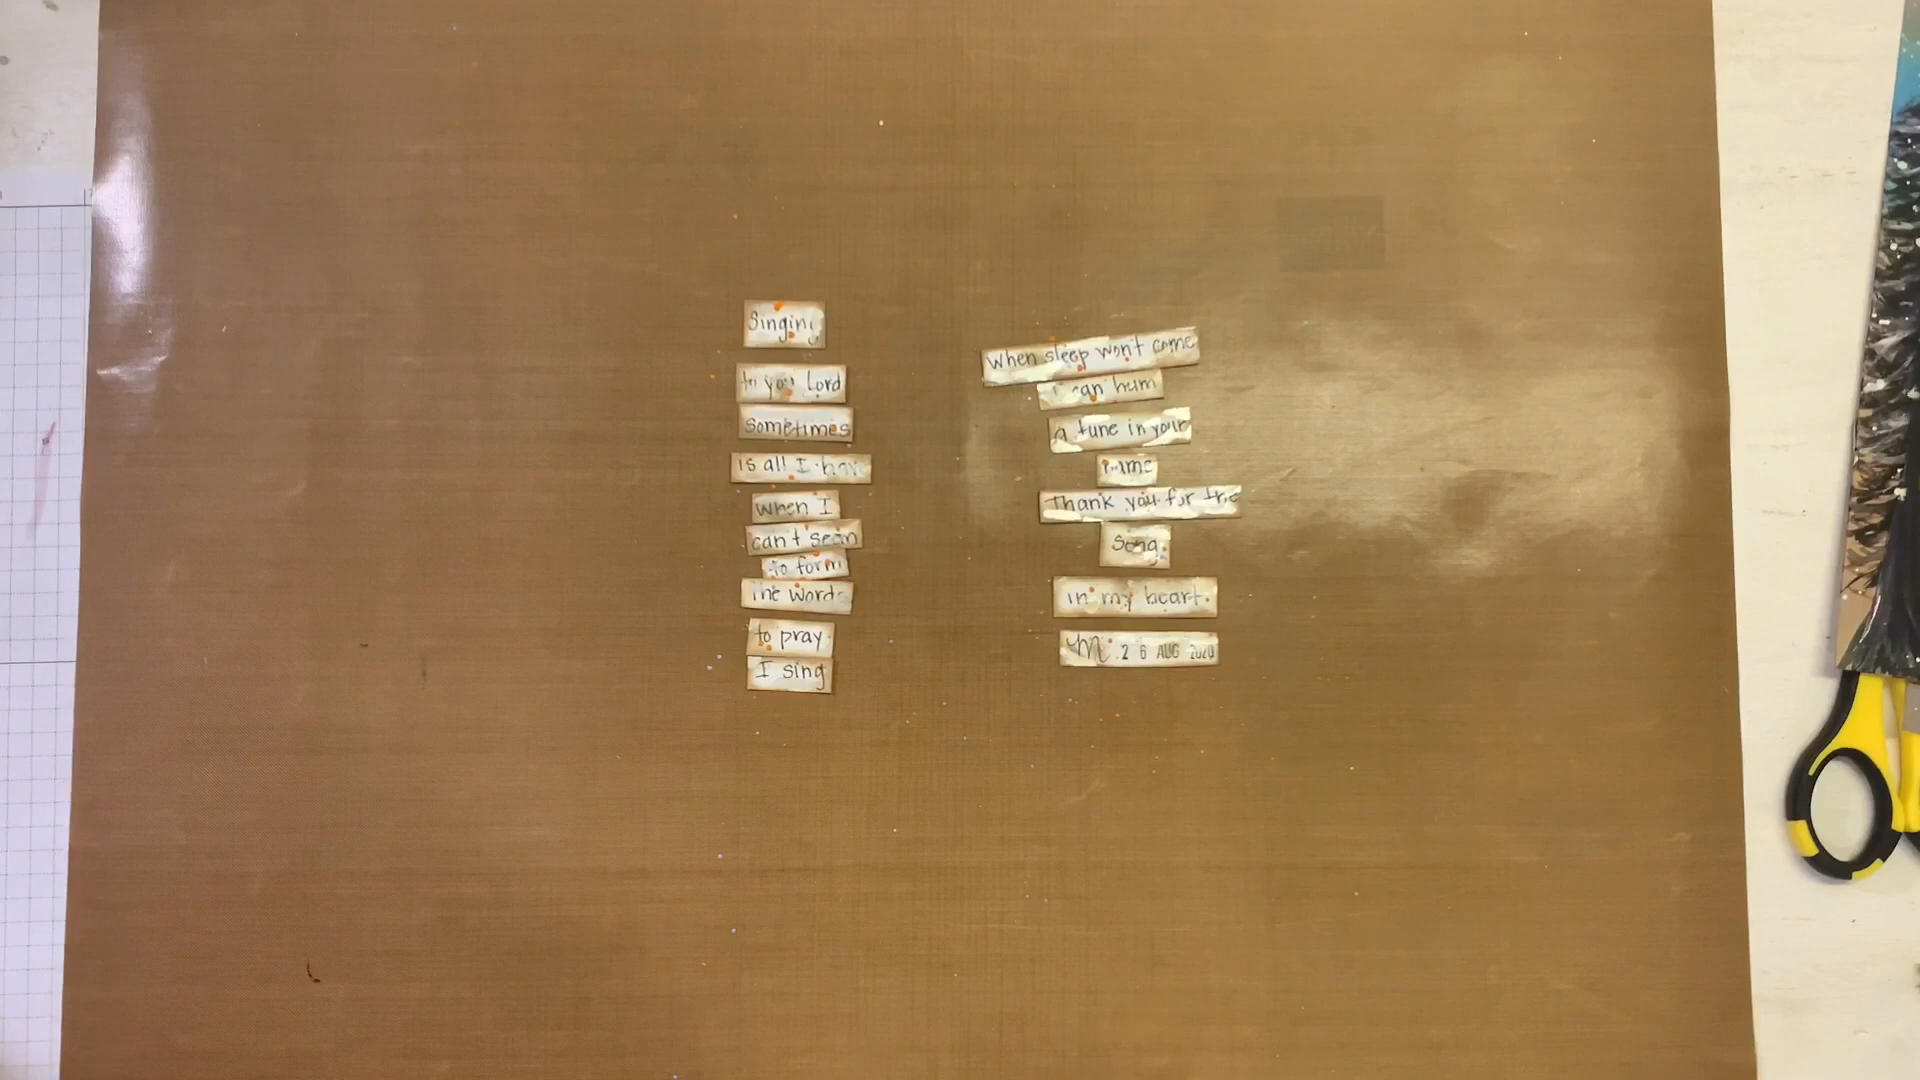 Singing
to you Lord
sometimes
is all I have
when I
can't seem
to form
the words
to pray
I sing
when sleep won't come
I can hum
a tune in your
name
Thank you for the
Song
in my heart.
m. 26 AUG 2020